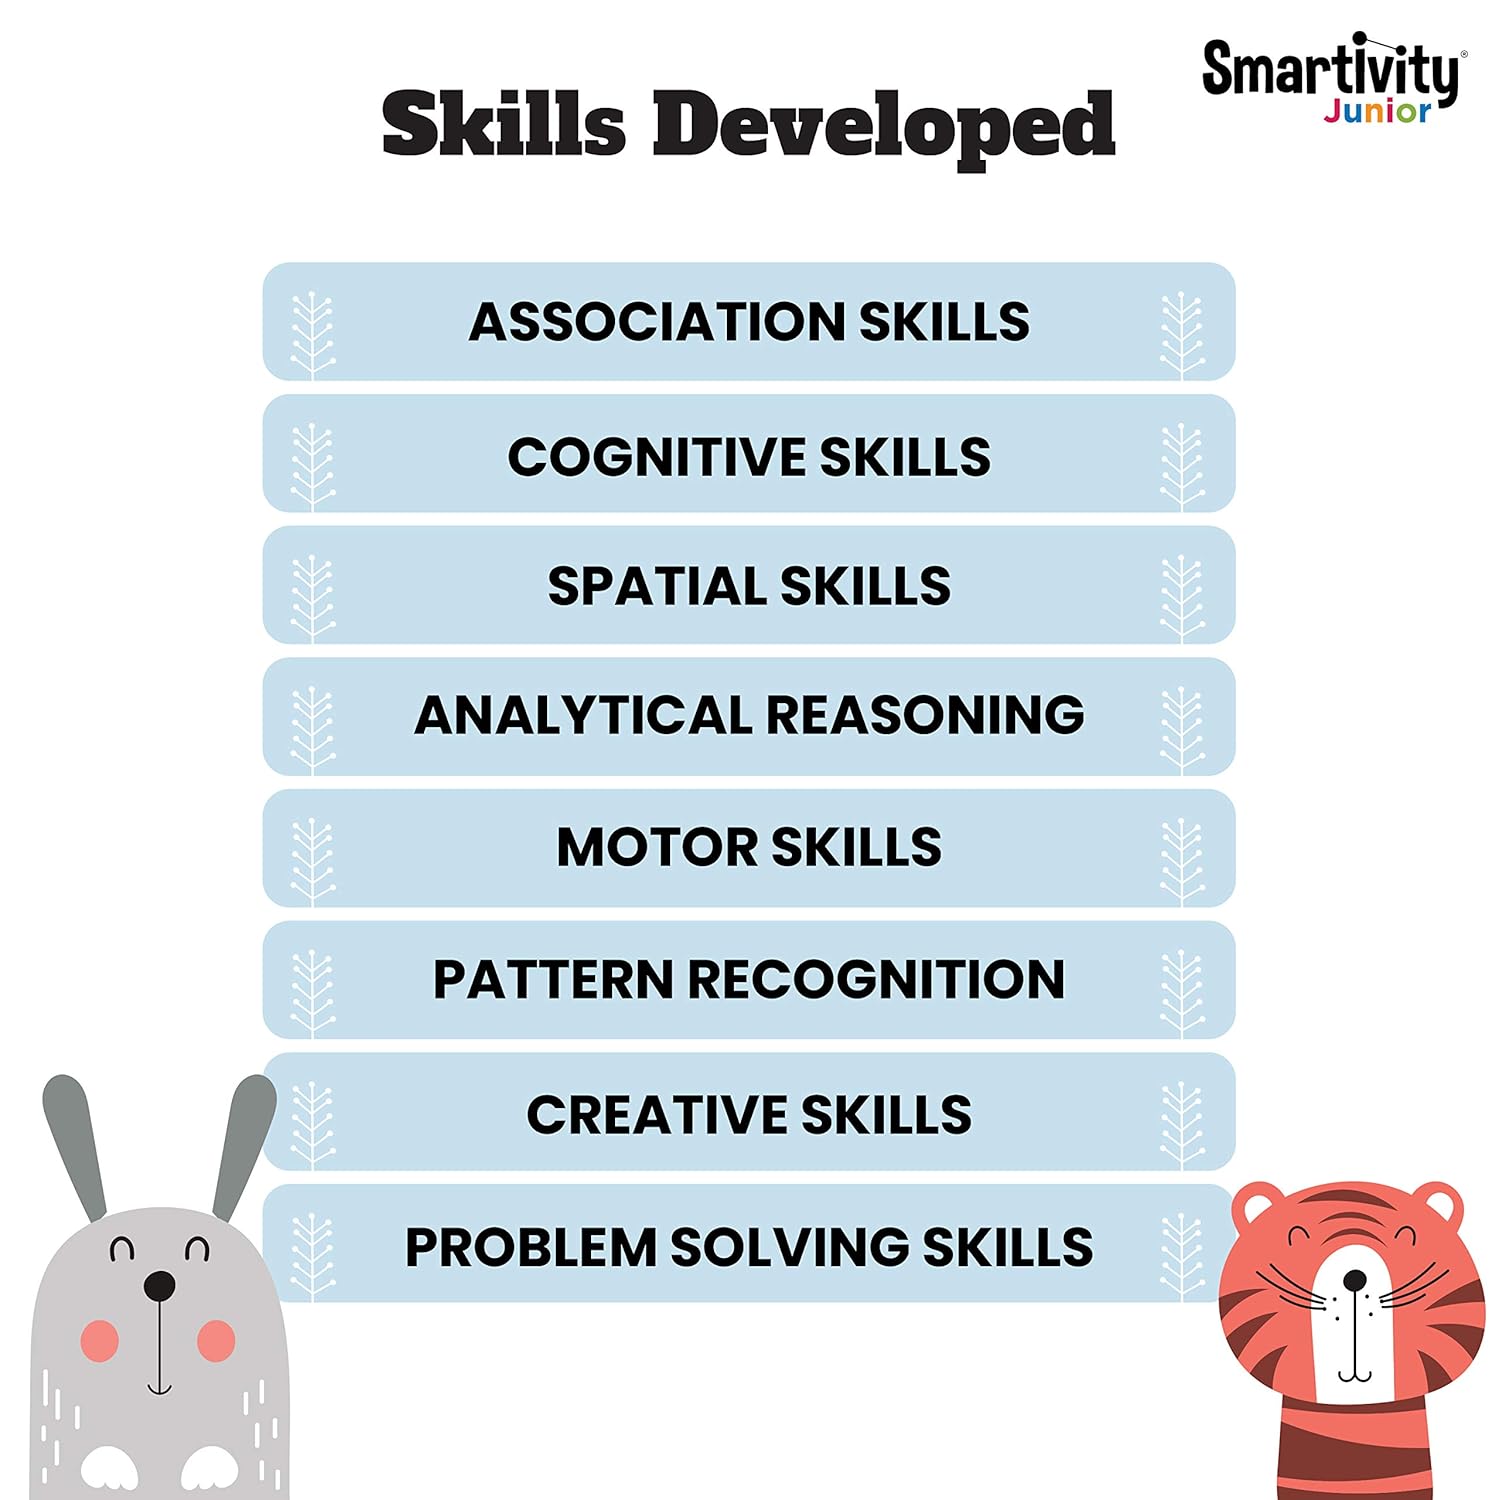 Smartivity®
Junior
Skills Developed
ASSOCIATION SKILLS
COGNITIVE SKILLS
SPATIAL SKILLS
ANALYTICAL REASONING
MOTOR SKILLS
PATTERN RECOGNITION
CREATIVE SKILLS
PROBLEM SOLVING SKILLS